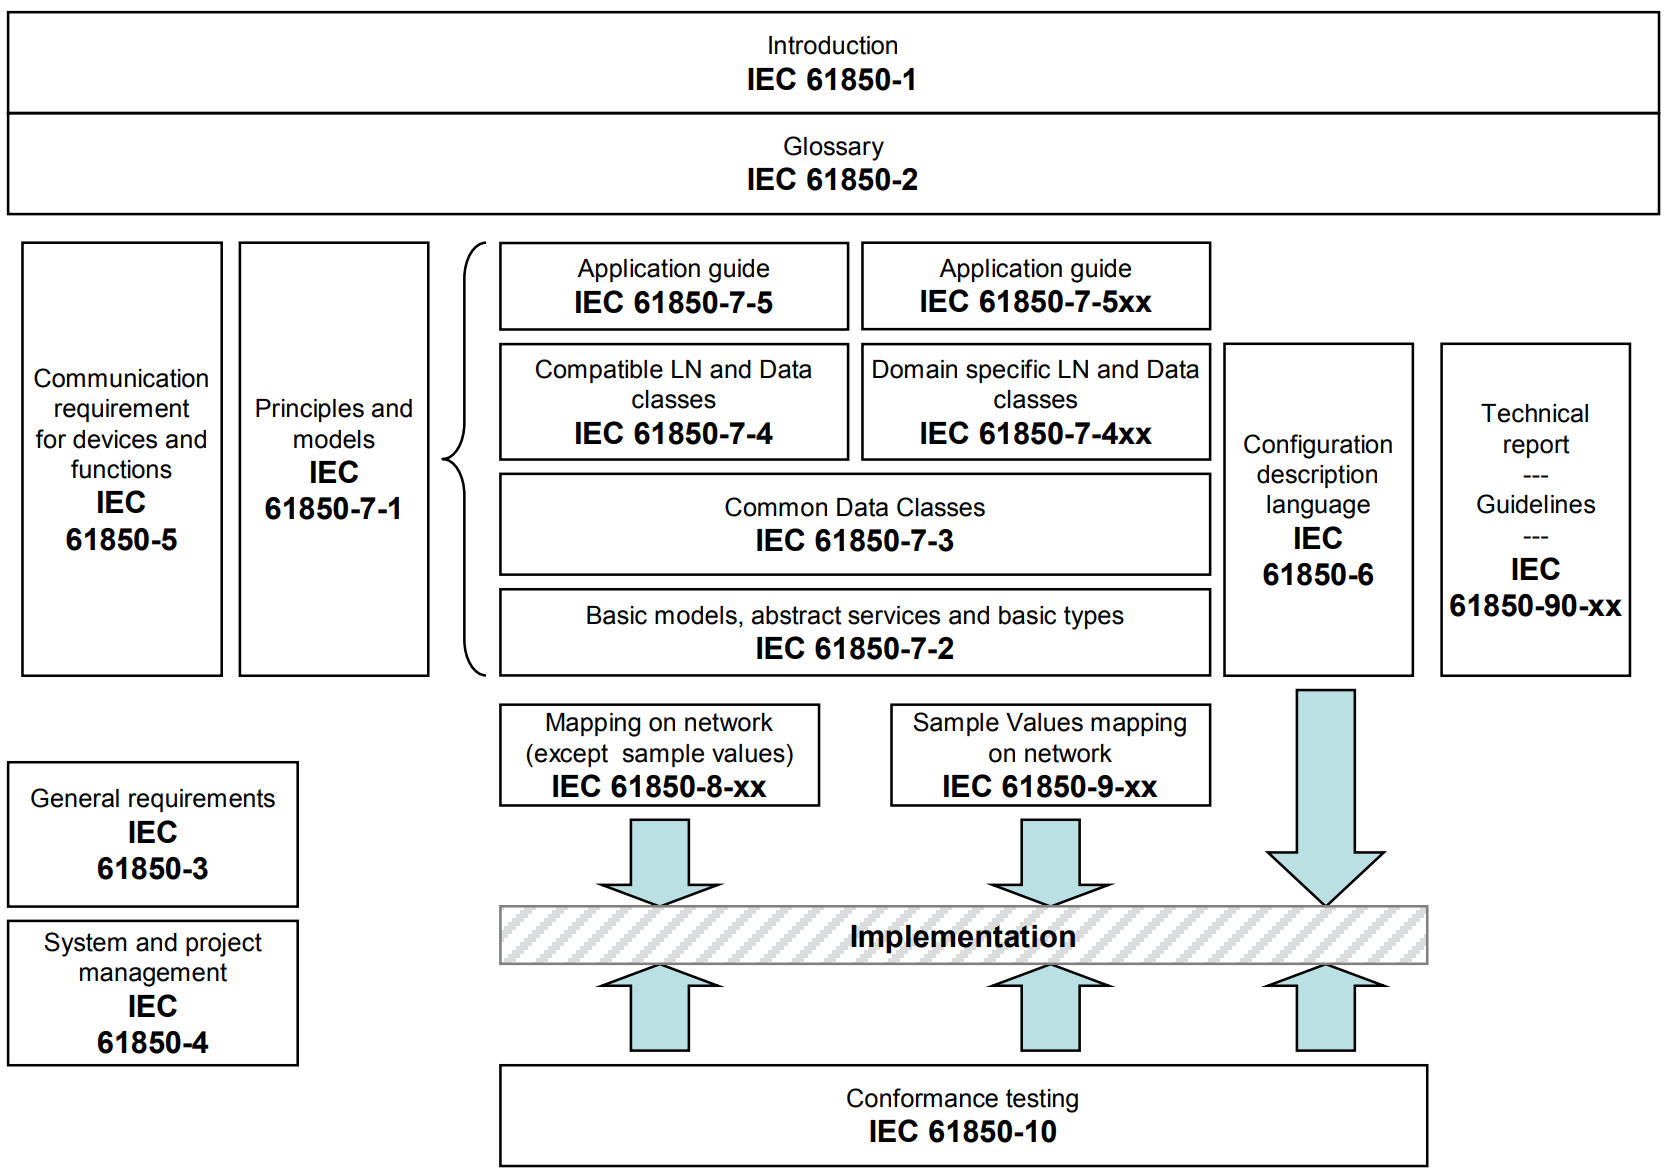 Introduction
IEC 61850-1
Glossary
IEC 61850-2
Communication
requirement
for devices and
functions
IEC
61850-5
Principles and
models
IEC
61850-7-1
Application guide
IEC 61850-7-5
Application guide
IEC 61850-7-5xx
Compatible LN and Data
classes
IEC 61850-7-4
Domain specific LN and Data
classes
IEC 61850-7-4xx
Common Data Classes
IEC 61850-7-3
Basic models, abstract services and basic types
IEC 61850-7-2
Configuration
description
language
IEC
61850-6
Technical
report
---
Guidelines
---
IEC
61850-90-xx
Mapping on network
(except  sample values)
IEC 61850-8-xx
Sample Values mapping
on network
IEC 61850-9-xx
General requirements
IEC
61850-3
System and project
management
IEC
61850-4
Implementation
Conformance testing
IEC 61850-10